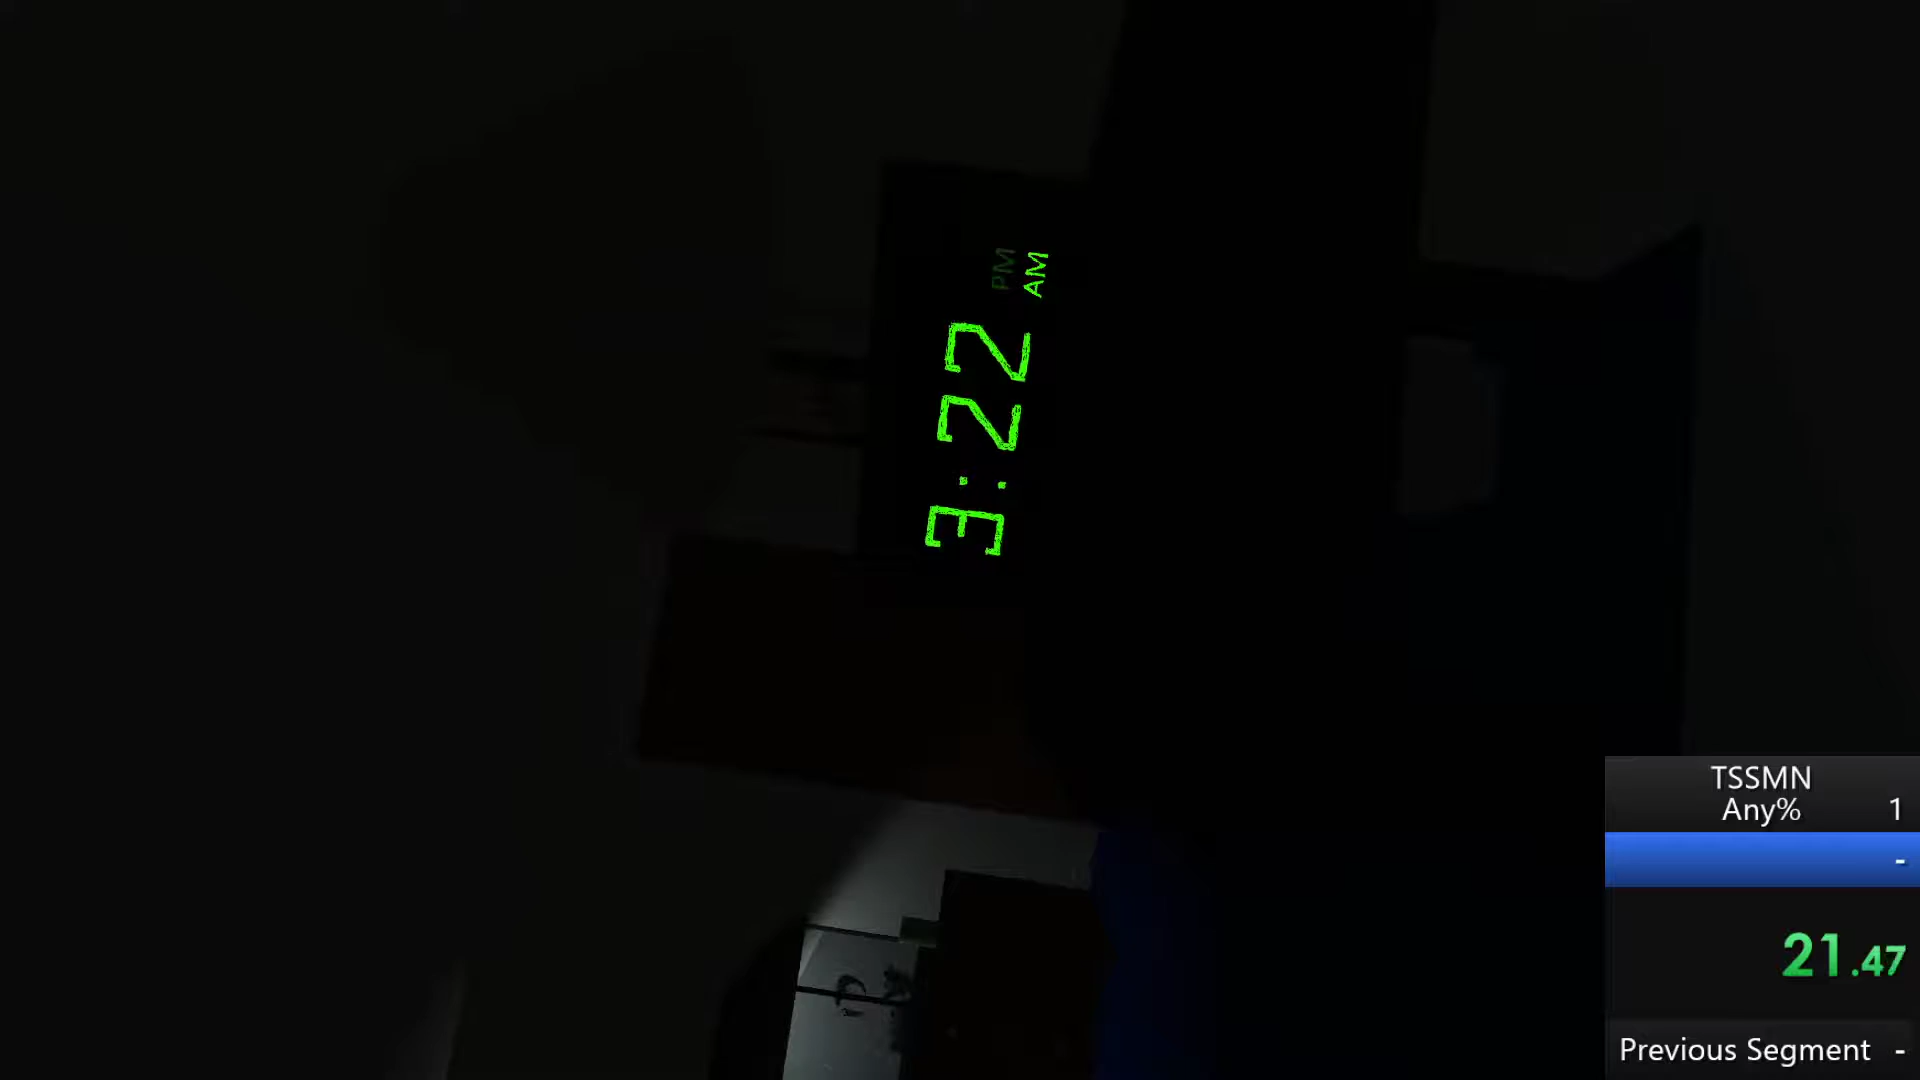 3:22
PM
AM
TSSMN
Any% 1
-
21.47
Previous Segment -